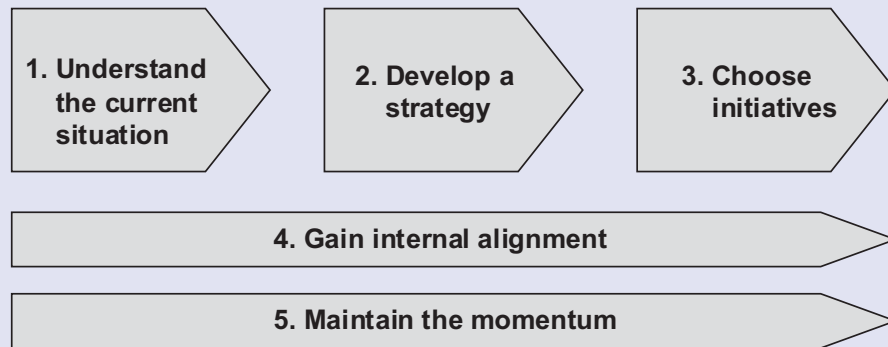 1. Understand
the current
situation
2. Develop a
strategy
3. Choose
initiatives
4. Gain internal alignment
5. Maintain the momentum